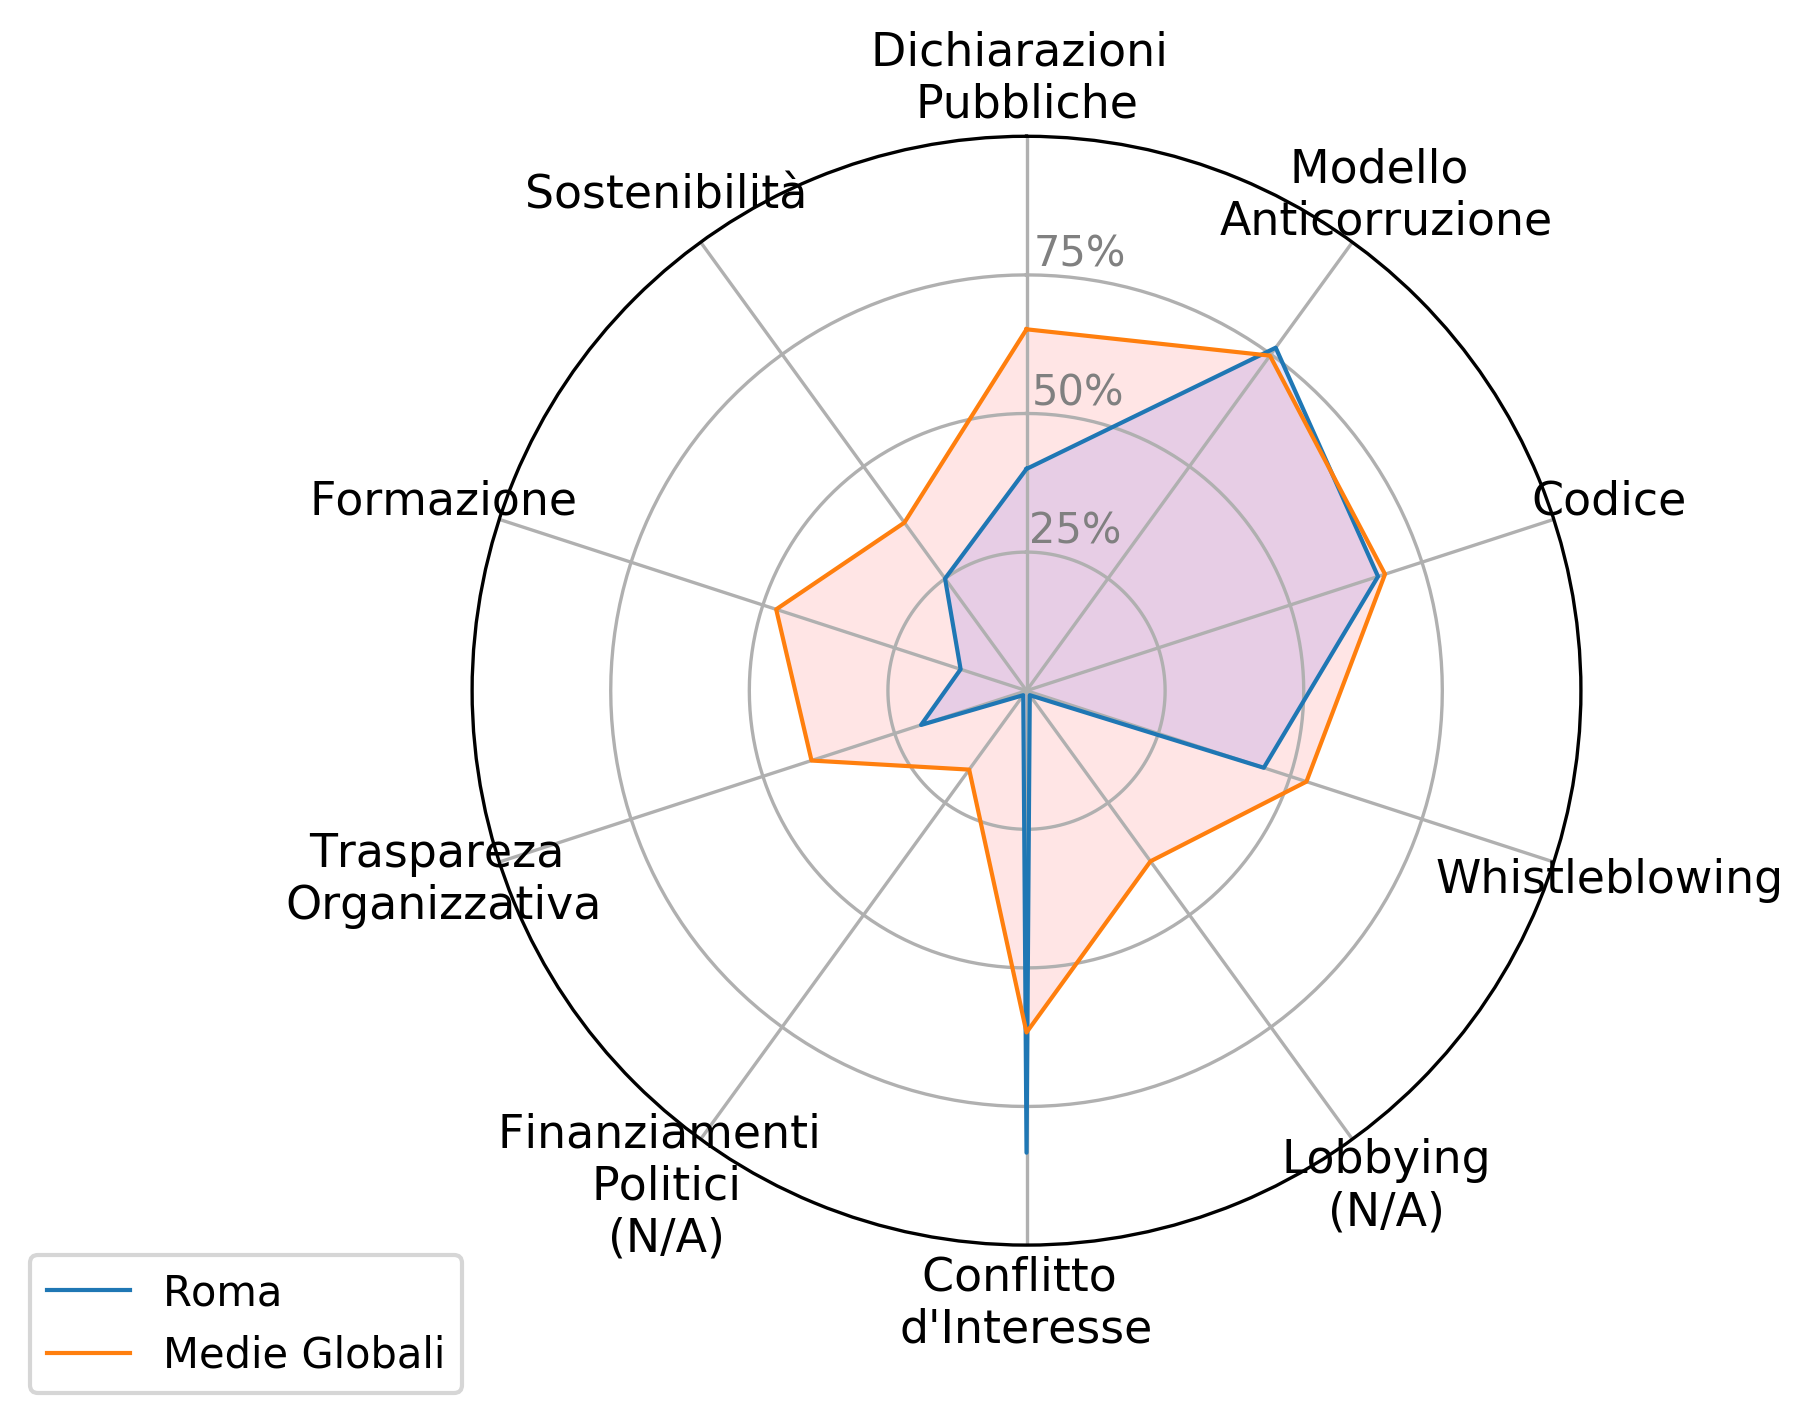 Dichiarazioni
Pubbliche
Modello
Anticorruzione
Sostenibilità
75%
50%
25%
Formazione
Codice
Traspareza
Organizzativa
Whistleblowing
Finanziamenti
Politici
(N/A)
Lobbying
(N/A)
Conflitto
d'Interesse
Roma
Medie Globali